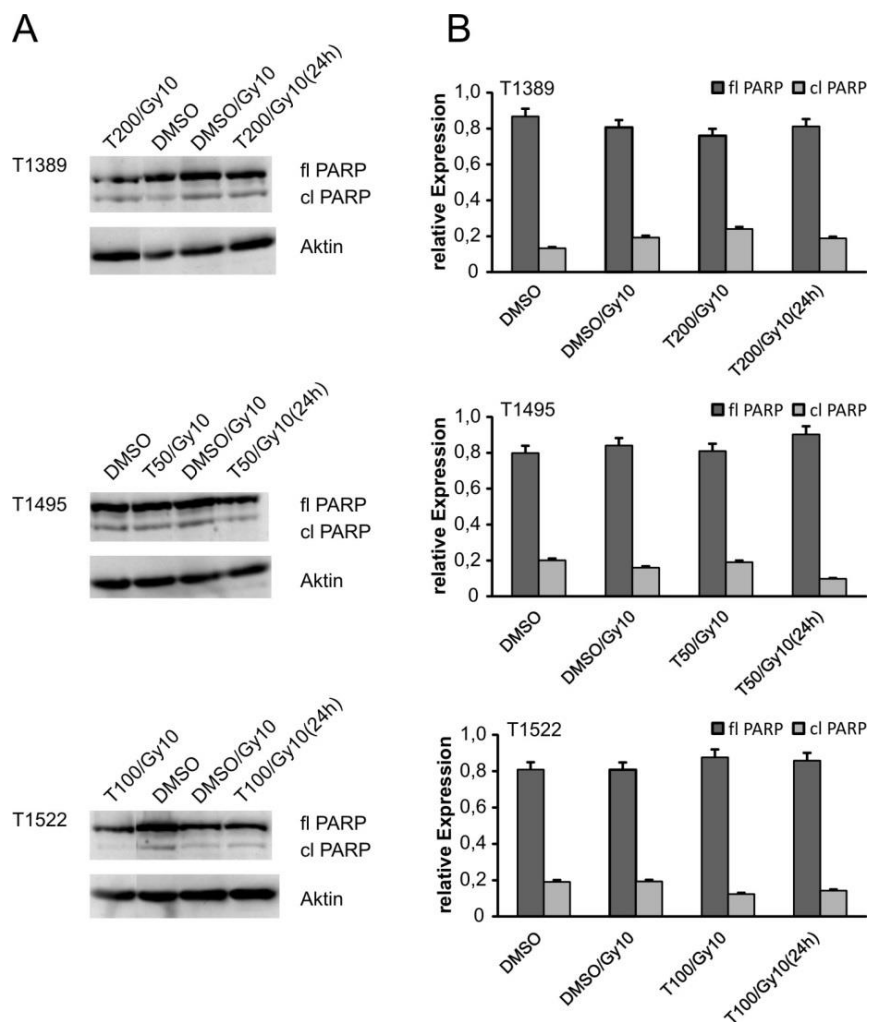 A
T200/Gy10
DMSO
DMSO/Gy10
T200/Gy10(24h)
T1389
fl PARP
cl PARP
Aktin
DMSO
T50/Gy10
DMSO/Gy10
T50/Gy10(24h)
T1495
fl PARP
cl PARP
Aktin
T100/Gy10
DMSO
DMSO/Gy10
T100/Gy10(24h)
T1522
fl PARP
cl PARP
Aktin
B
T1389
fl PARP cl PARP
relative Expression
1,0
0,8
0,6
0,4
0,2
0
DMSO
DMSO/Gy10
T200/Gy10
T200/Gy10(24h)
T1495
fl PARP cl PARP
relative Expression
1,0
0,8
0,6
0,4
0,2
0
DMSO
DMSO/Gy10
T50/Gy10
T50/Gy10(24h)
T1522
fl PARP cl PARP
relative Expression
1,0
0,8
0,6
0,4
0,2
0
DMSO
DMSO/Gy10
T100/Gy10
T100/Gy10(24h)